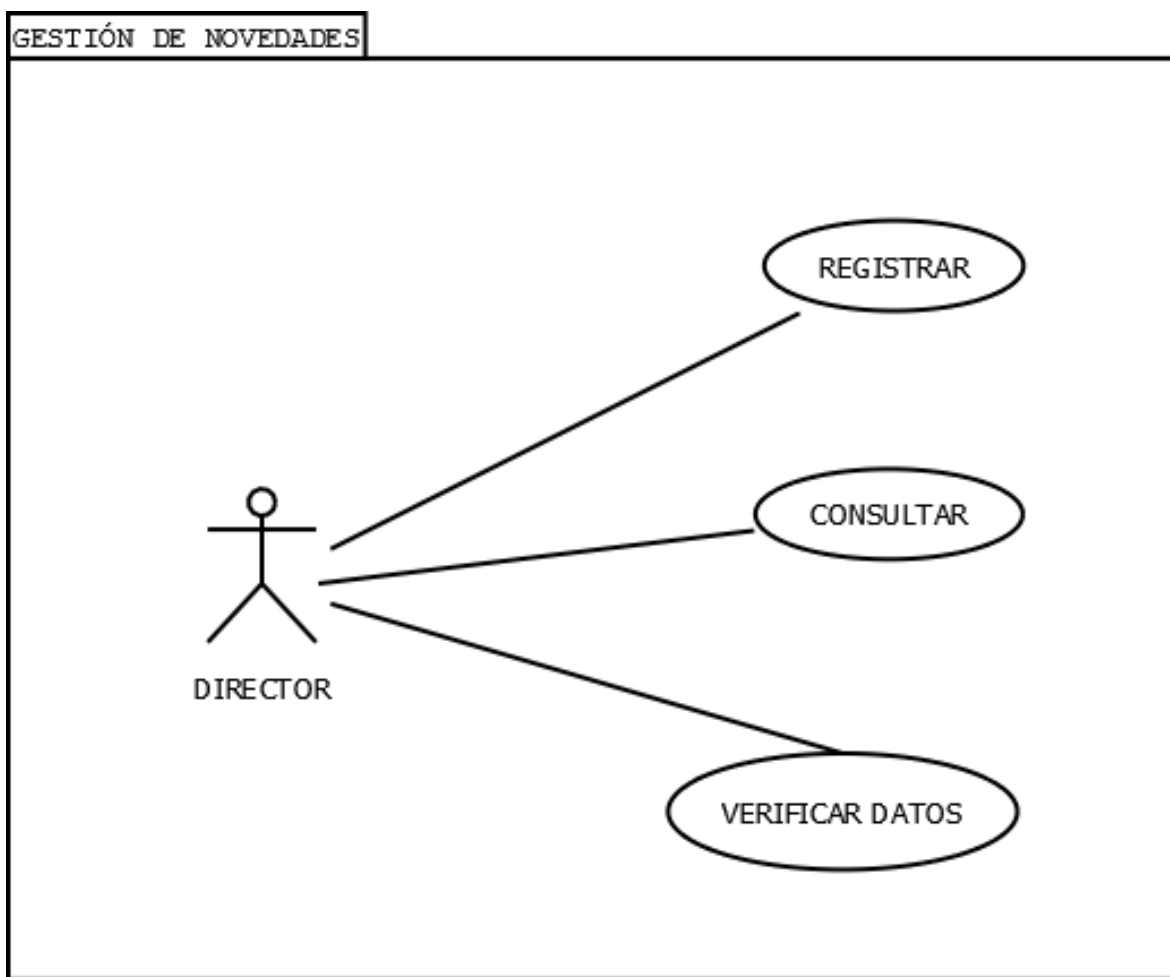 GESTIÓN DE NOVEDADES
REGISTRAR
CONSULTAR
DIRECTOR
VERIFICAR DATOS